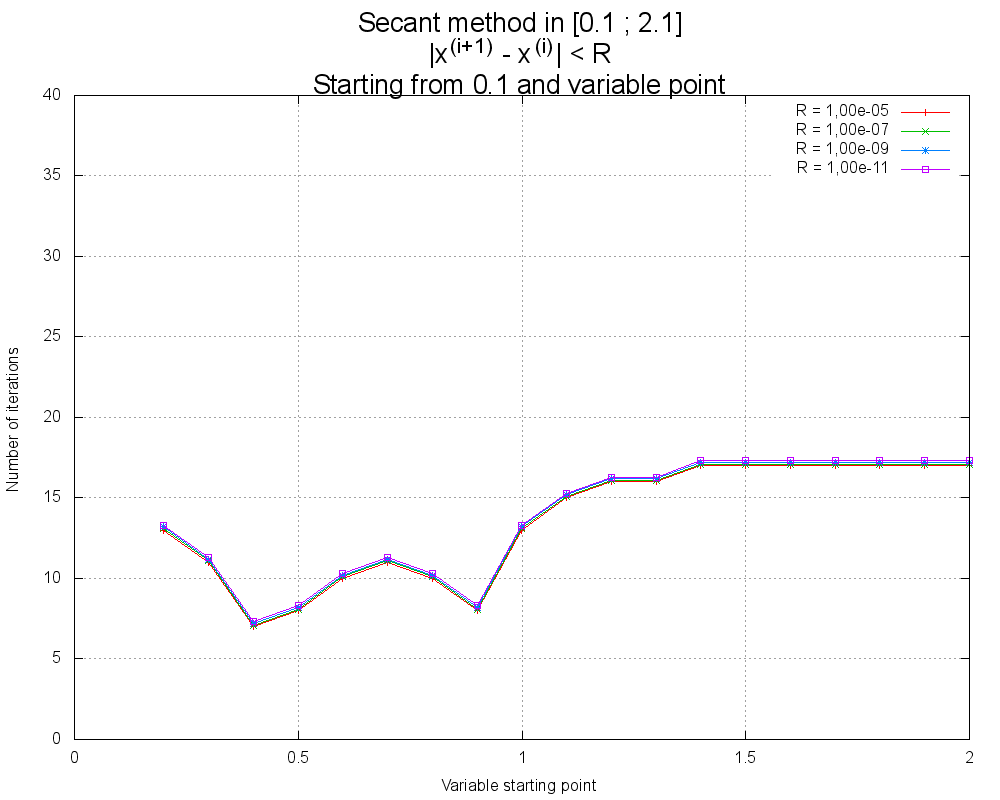 Secant method in [0.1 ; 2.1]
|x^(i+1) - x^(i)| < R
Starting from 0.1 and variable point
R = 1,00e-05
R = 1,00e-07
R = 1,00e-09
R = 1,00e-11
40
35
30
25
20
15
10
5
0
Number of iterations
0 0.5 1 1.5 2
Variable starting point